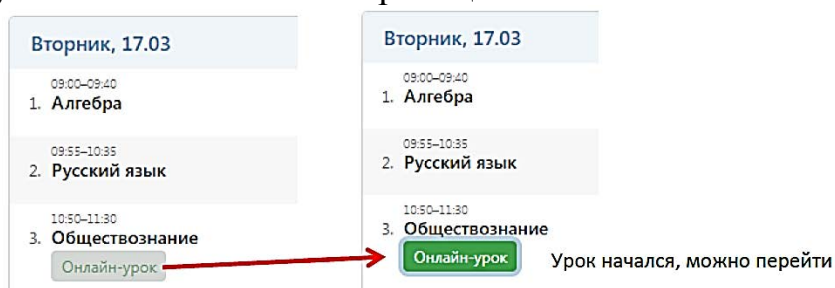 Вторник, 17.03
09:00–09:40
1. Алгебра
09:55–10:35
2. Русский язык
10:50–11:30
3. Обществознание
Онлайн-урок
Вторник, 17.03
09:00–09:40
1. Алгебра
09:55–10:35
2. Русский язык
10:50–11:30
3. Обществознание
Онлайн-урок
Урок начался, можно перейти